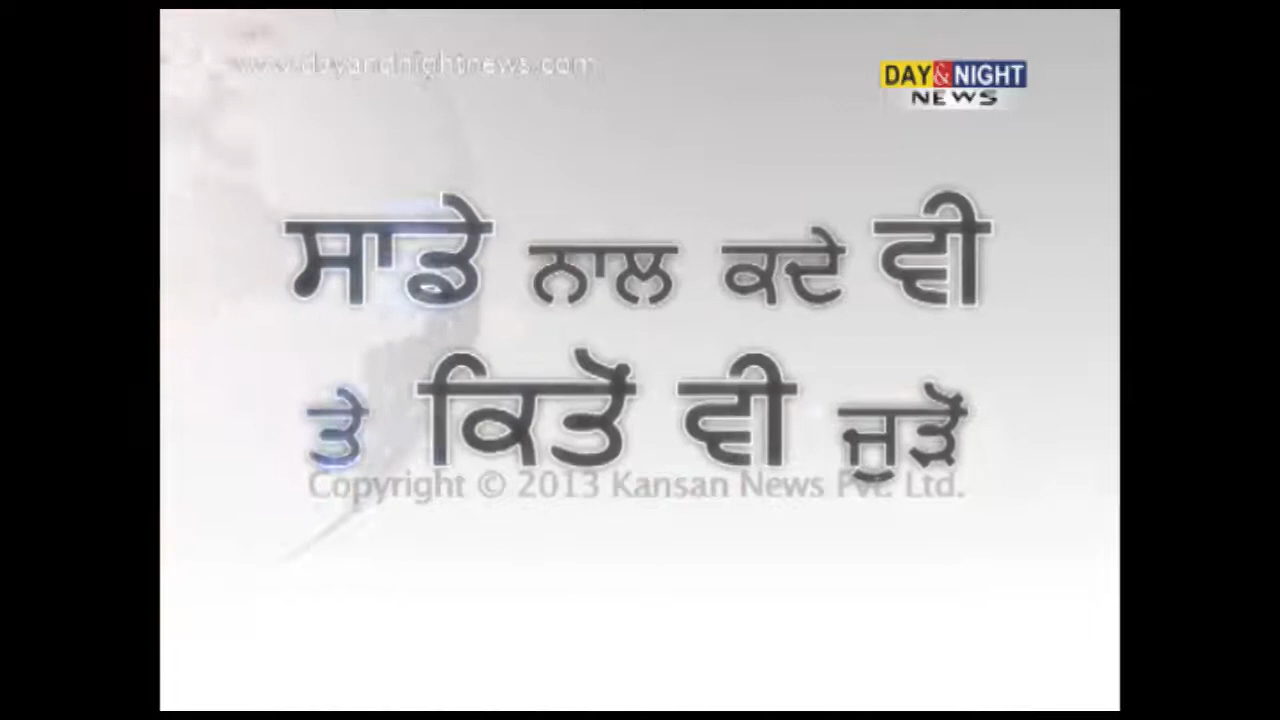 www.dayandnightnews.com
DAY&NIGHT
NEWS
ਸਾਡੇ ਨਾਲ ਕਦੇ ਵੀ
ਤੇ ਕਿਤੋਂ ਵੀ ਜੁੜੋਂ
Copyright © 2013 Kansan News Pvt. Ltd.